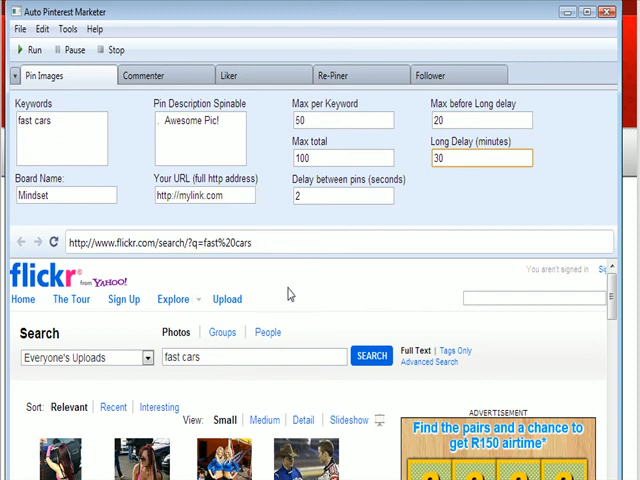 Auto Pinterest Marketer
File Edit Tools Help
Run Pause Stop
Pin Images Commenter Liker Re-Piner Follower
Keywords Pin Description Spinable Max per Keyword Max before Long delay
fast cars . Awesome Pic! 50 20
Max total Long Delay (minutes)
100 30
Board Name: Your URL (full http address) Delay between pins (seconds)
Mindset http://mylink.com 2
http://www.flickr.com/search/?q=fast%20cars
flickr from YAHOO! You aren't signed in
Home The Tour Sign Up Explore Upload
Search Photos Groups People
Everyone's Uploads fast cars SEARCH Full Text | Tags Only
Advanced Search
Sort: Relevant Recent Interesting
View: Small Medium Detail Slideshow
ADVERTISEMENT
Find the pairs and a chance to
get R150 airtime*